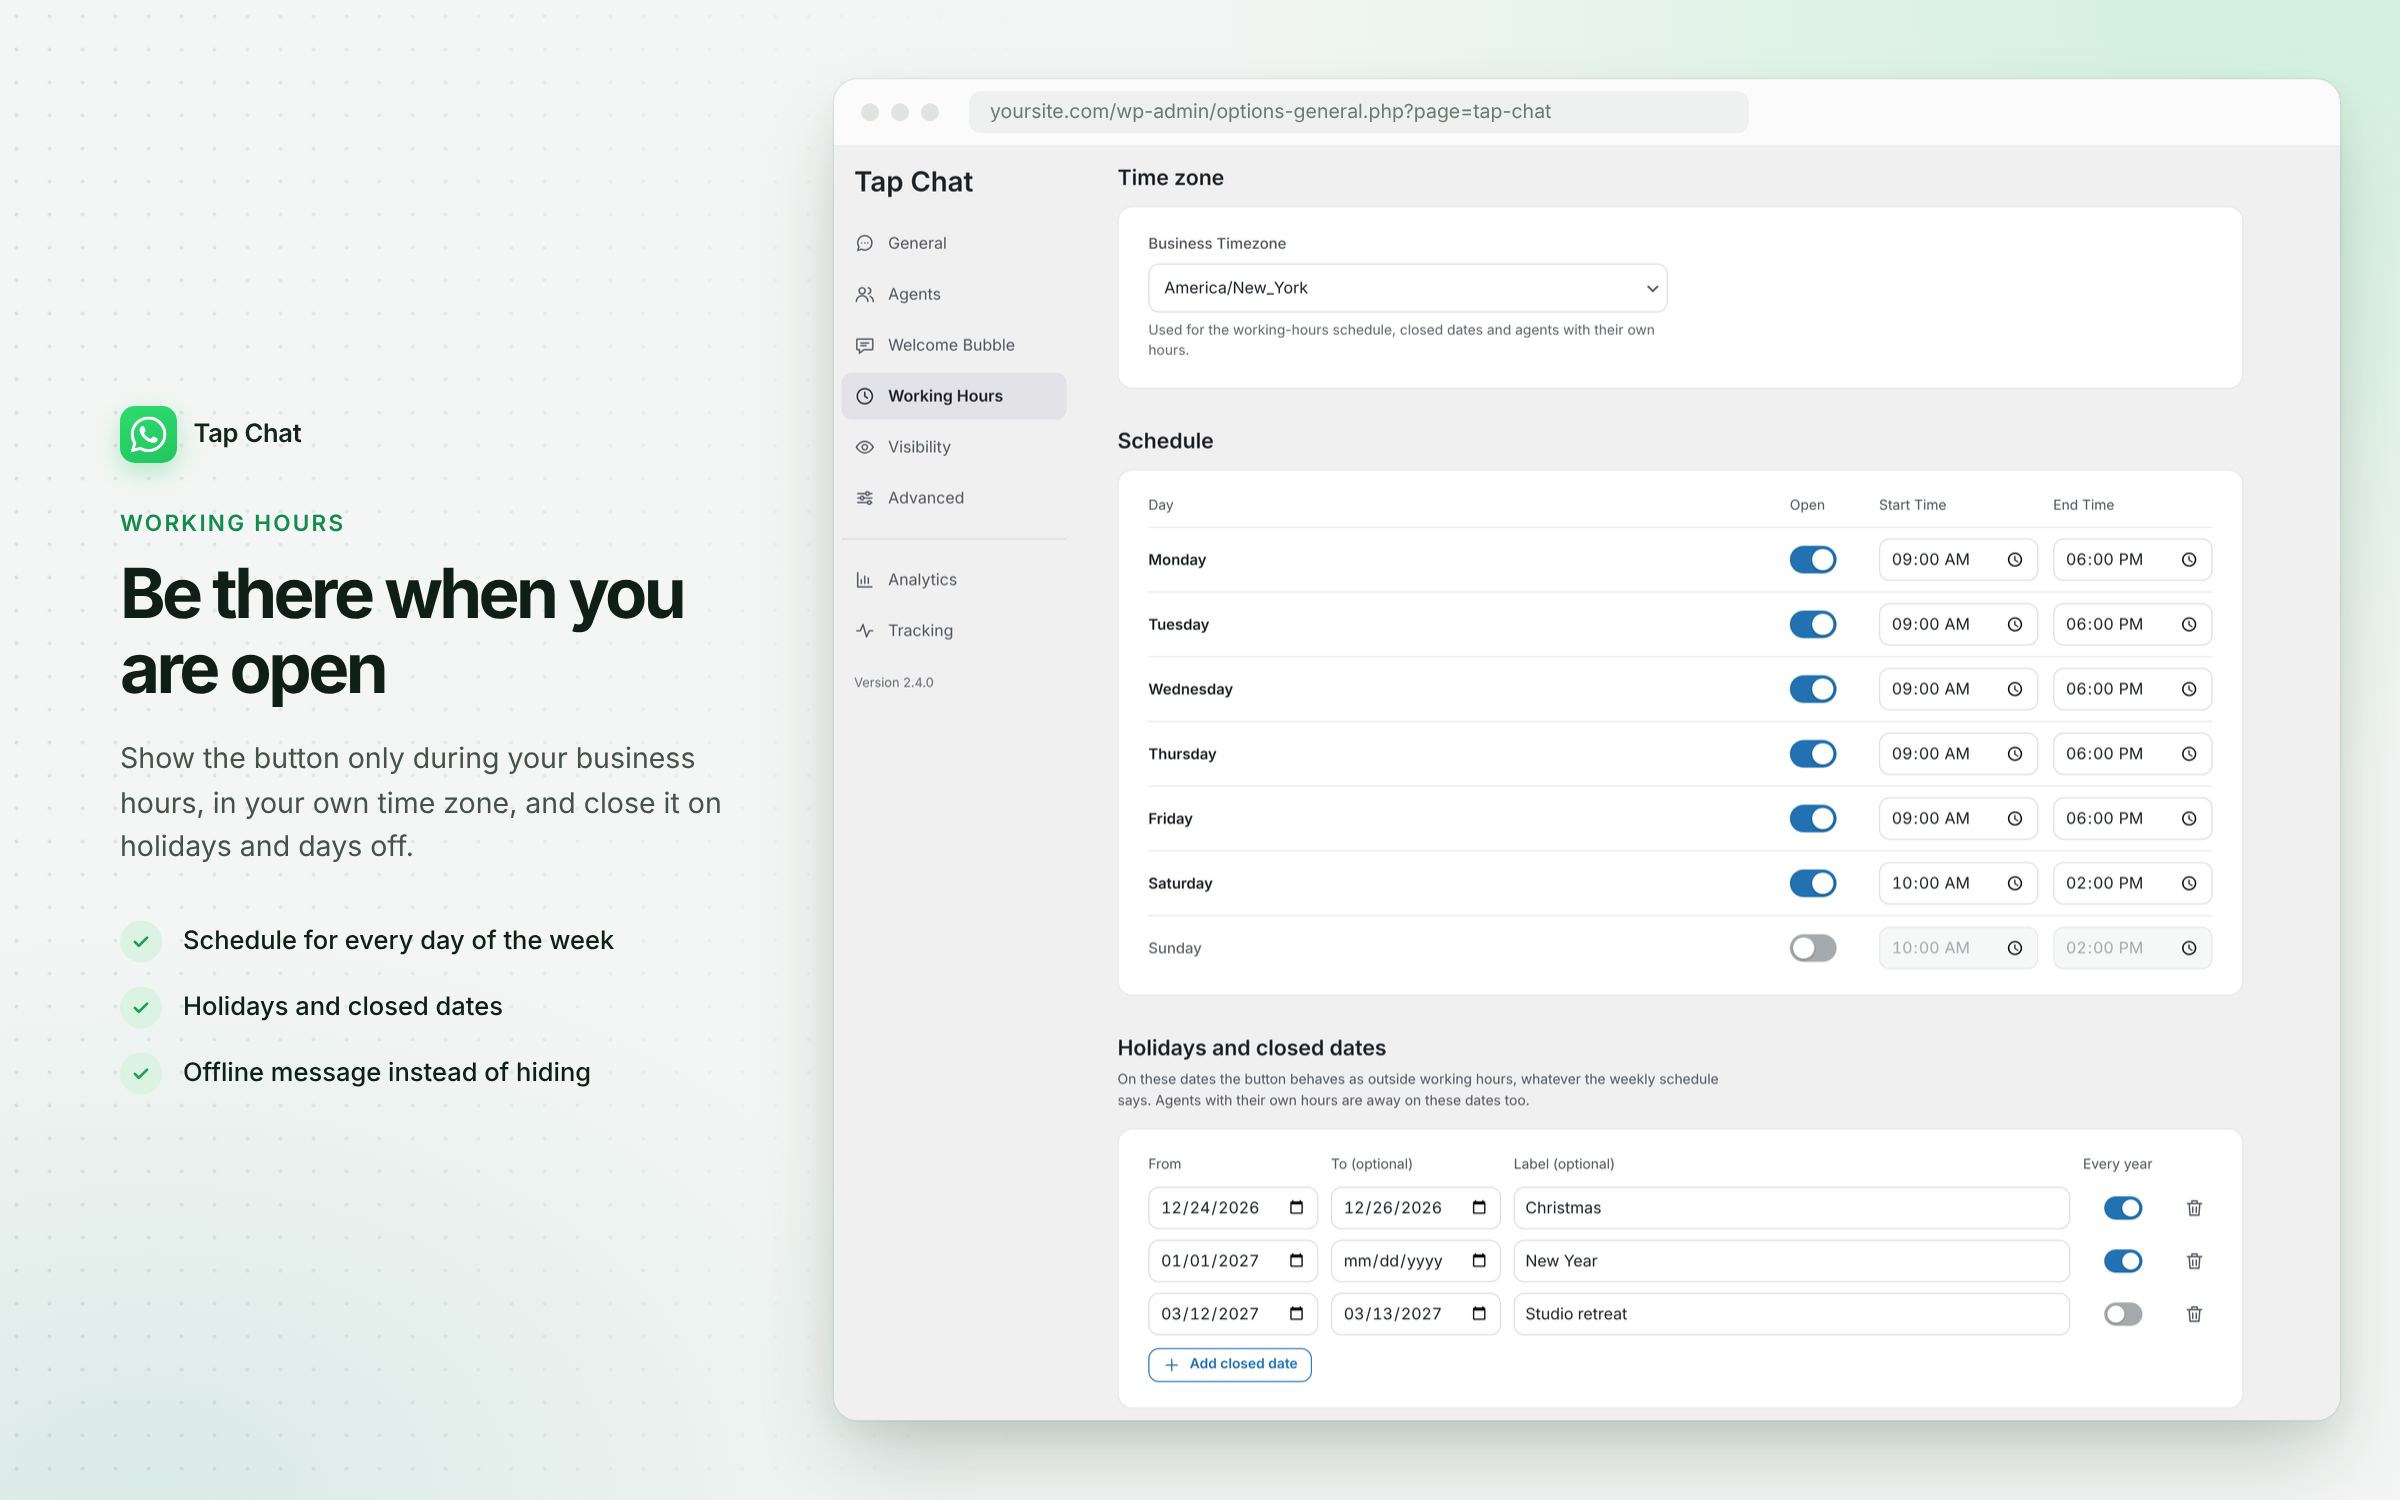 Tap Chat
WORKING HOURS
Be there when you
are open
Show the button only during your business
hours, in your own time zone, and close it on
holidays and days off.
Schedule for every day of the week
Holidays and closed dates
Offline message instead of hiding
yoursite.com/wp-admin/options-general.php?page=tap-chat
Tap Chat
General
Agents
Welcome Bubble
Working Hours
Visibility
Advanced
Analytics
Tracking
Version 2.4.0
Time zone
Business Timezone
America/New_York
Used for the working-hours schedule, closed dates and agents with their own
hours.
Schedule
Day Open Start Time End Time
Monday 09:00 AM 06:00 PM
Tuesday 09:00 AM 06:00 PM
Wednesday 09:00 AM 06:00 PM
Thursday 09:00 AM 06:00 PM
Friday 09:00 AM 06:00 PM
Saturday 10:00 AM 02:00 PM
Sunday 10:00 AM 02:00 PM
Holidays and closed dates
On these dates the button behaves as outside working hours, whatever the weekly schedule
says. Agents with their own hours are away on these dates too.
From To (optional) Label (optional) Every year
12/24/2026 12/26/2026 Christmas
01/01/2027 mm/dd/yyyy New Year
03/12/2027 03/13/2027 Studio retreat
Add closed date